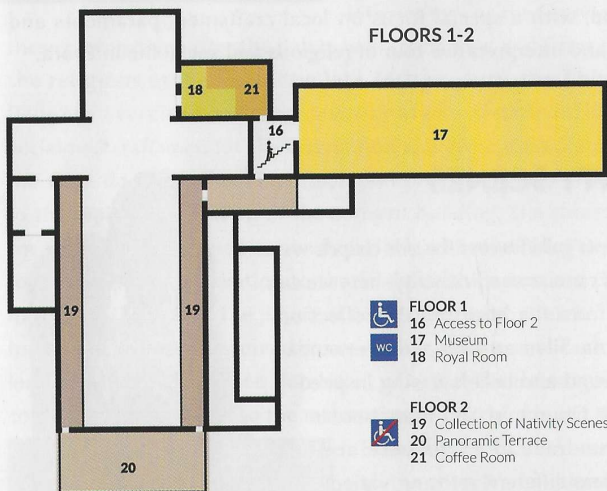 FLOORS 1-2
18
21
16
17
19
19
20
FLOOR 1
16 Access to Floor 2
WC
17 Museum
18 Royal Room
FLOOR 2
19 Collection of Nativity Scenes
20 Panoramic Terrace
21 Coffee Room